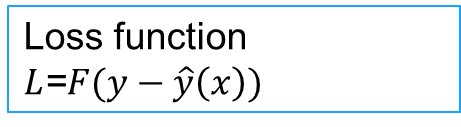 Loss function
L=F(y − ŷ(x))